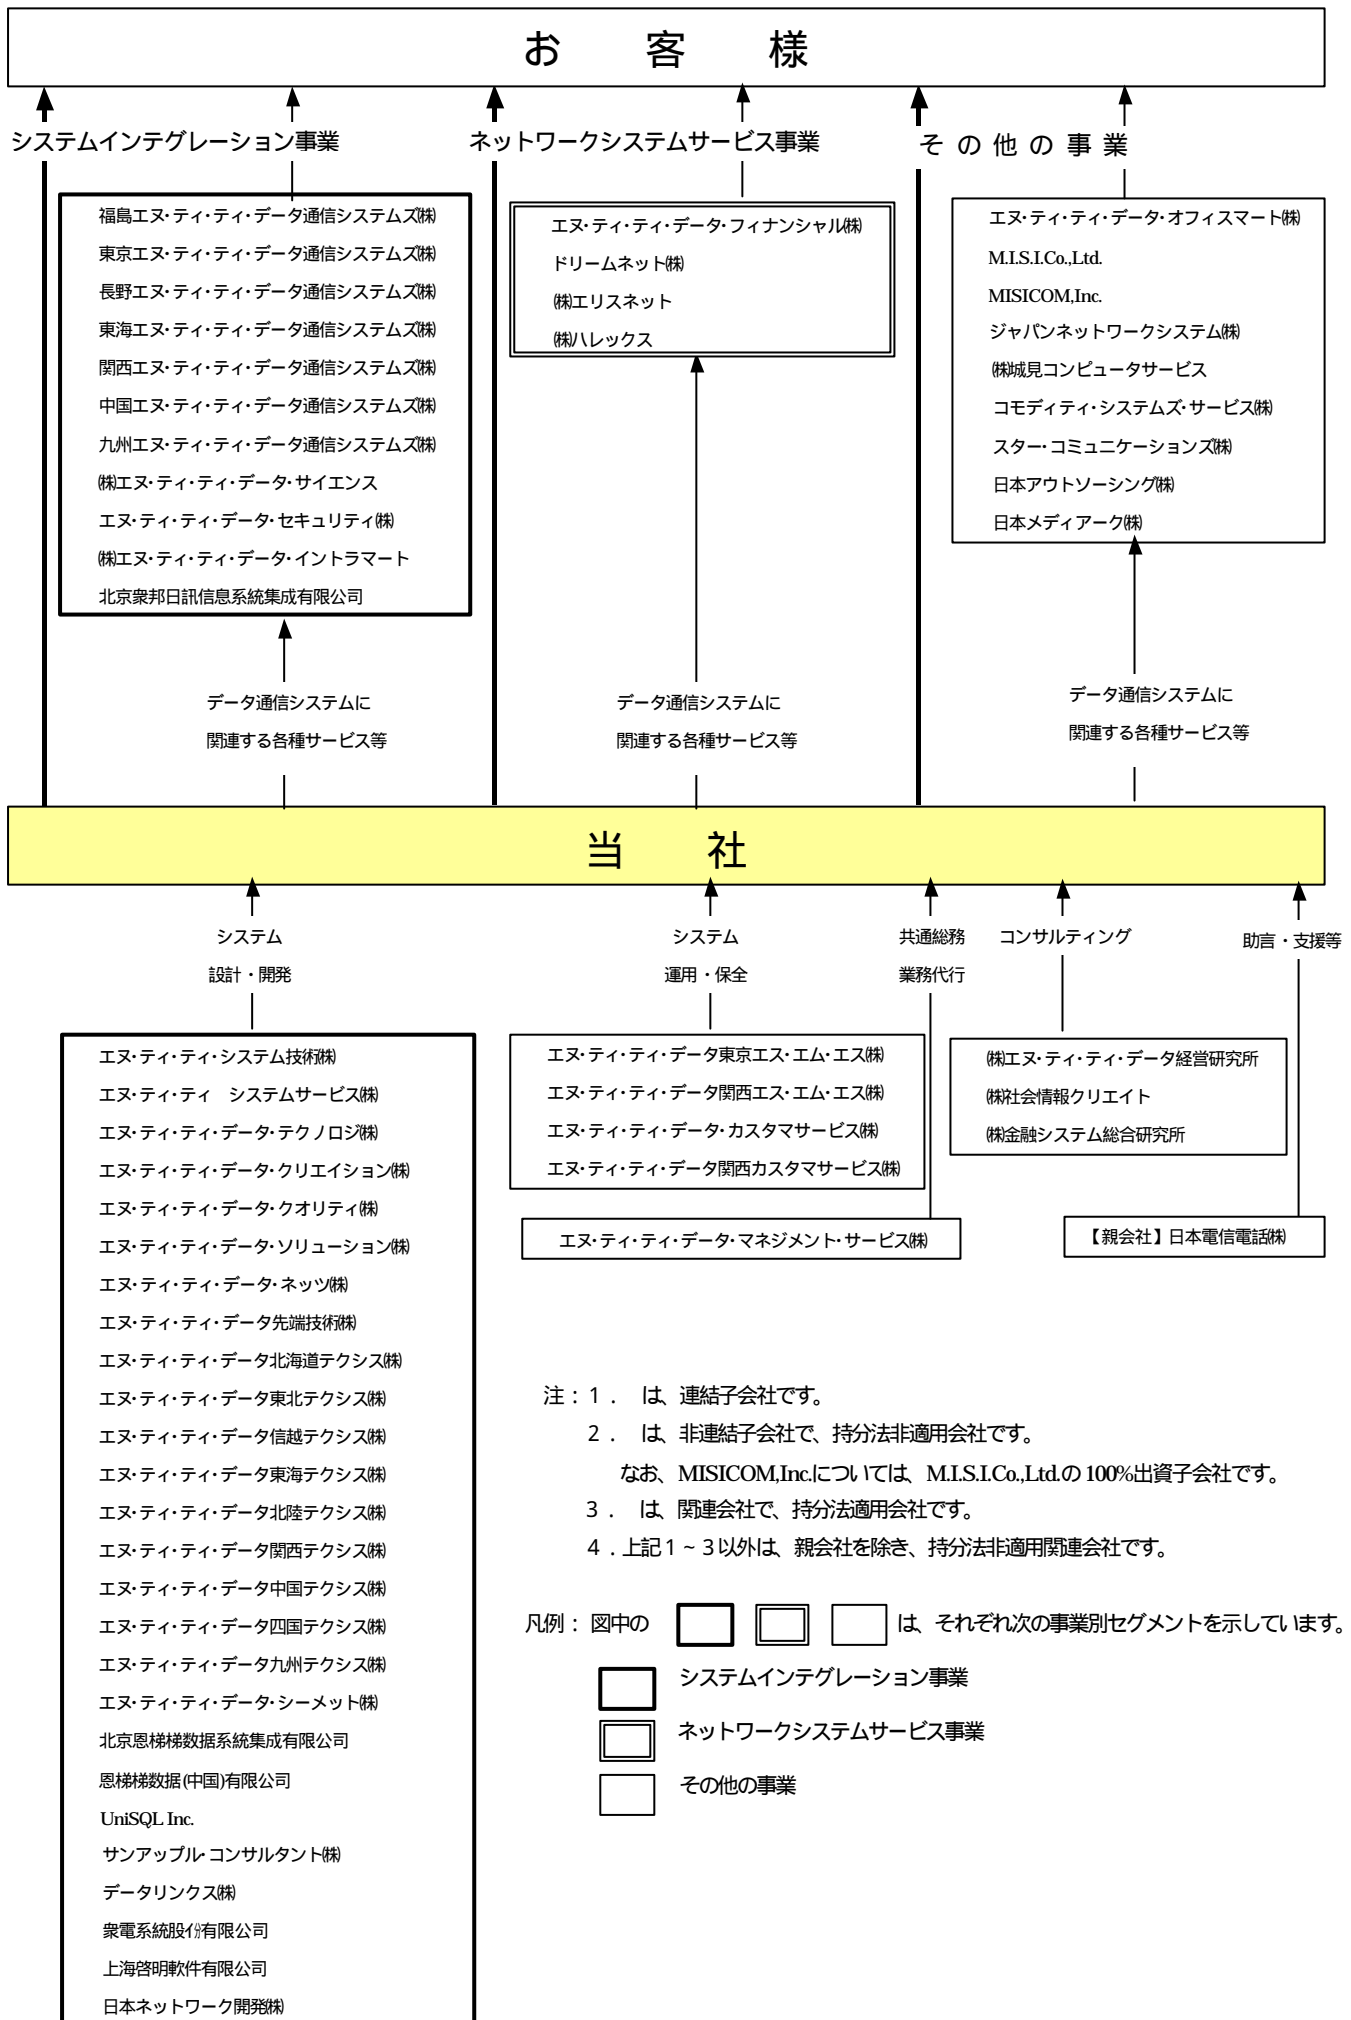 お 客 様
システムインテグレーション事業
ネットワークシステムサービス事業
その他の事業
福島エヌ・ティ・ティ・データ通信システムズ㈱
東京エヌ・ティ・ティ・データ通信システムズ㈱
長野エヌ・ティ・ティ・データ通信システムズ㈱
東海エヌ・ティ・ティ・データ通信システムズ㈱
関西エヌ・ティ・ティ・データ通信システムズ㈱
中国エヌ・ティ・ティ・データ通信システムズ㈱
九州エヌ・ティ・ティ・データ通信システムズ㈱
㈱エヌ・ティ・ティ・データ・サイエンス
エヌ・ティ・ティ・データ・セキュリティ㈱
㈱エヌ・ティ・ティ・データ・イントラマート
北京衆邦日訊信息系統集成有限公司
エヌ・ティ・ティ・データ・フィナンシャル㈱
ドリームネット㈱
㈱エリスネット
㈱ハレックス
エヌ・ティ・ティ・データ・オフィスマート㈱
M.I.S.I.Co.,Ltd.
MISICOM,Inc.
ジャパンネットワークシステム㈱
㈱城見コンピュータサービス
コモディティ・システムズ・サービス㈱
スター・コミュニケーションズ㈱
日本アウトソーシング㈱
日本メディアーク㈱
データ通信システムに
関連する各種サービス等
データ通信システムに
関連する各種サービス等
データ通信システムに
関連する各種サービス等
当 社
システム
設計・開発
システム
運用・保全
共通総務
業務代行
コンサルティング
助言・支援等
エヌ・ティ・ティ・システム技術㈱
エヌ・ティ・ティ システムサービス㈱
エヌ・ティ・ティ・データ・テクノロジ㈱
エヌ・ティ・ティ・データ・クリエイション㈱
エヌ・ティ・ティ・データ・クオリティ㈱
エヌ・ティ・ティ・データ・ソリューション㈱
エヌ・ティ・ティ・データ・ネッツ㈱
エヌ・ティ・ティ・データ先端技術㈱
エヌ・ティ・ティ・データ北海道テクシス㈱
エヌ・ティ・ティ・データ東北テクシス㈱
エヌ・ティ・ティ・データ信越テクシス㈱
エヌ・ティ・ティ・データ東海テクシス㈱
エヌ・ティ・ティ・データ北陸テクシス㈱
エヌ・ティ・ティ・データ関西テクシス㈱
エヌ・ティ・ティ・データ中国テクシス㈱
エヌ・ティ・ティ・データ四国テクシス㈱
エヌ・ティ・ティ・データ九州テクシス㈱
エヌ・ティ・ティ・データ・シーメット㈱
北京恩梯梯数据系統集成有限公司
恩梯梯数据(中国)有限公司
UniSQL Inc.
サンアップル・コンサルタント㈱
データリンクス㈱
衆電系統股份有限公司
上海啓明軟件有限公司
日本ネットワーク開発㈱
エヌ・ティ・ティ・データ東京エス・エム・エス㈱
エヌ・ティ・ティ・データ関西エス・エム・エス㈱
エヌ・ティ・ティ・データ・カスタマサービス㈱
エヌ・ティ・ティ・データ関西カスタマサービス㈱
㈱エヌ・ティ・ティ・データ経営研究所
㈱社会情報クリエイト
㈱金融システム総合研究所
エヌ・ティ・ティ・データ・マネジメント・サービス㈱
【親会社】日本電信電話㈱
注：１． は、連結子会社です。
２． は、非連結子会社で、持分法非適用会社です。
なお、MISICOM,Inc.については、M.I.S.I.Co.,Ltd.の100%出資子会社です。
３． は、関連会社で、持分法適用会社です。
４．上記１～３以外は、親会社を除き、持分法非適用関連会社です。
凡例：図中の は、それぞれ次の事業別セグメントを示しています。
システムインテグレーション事業
ネットワークシステムサービス事業
その他の事業